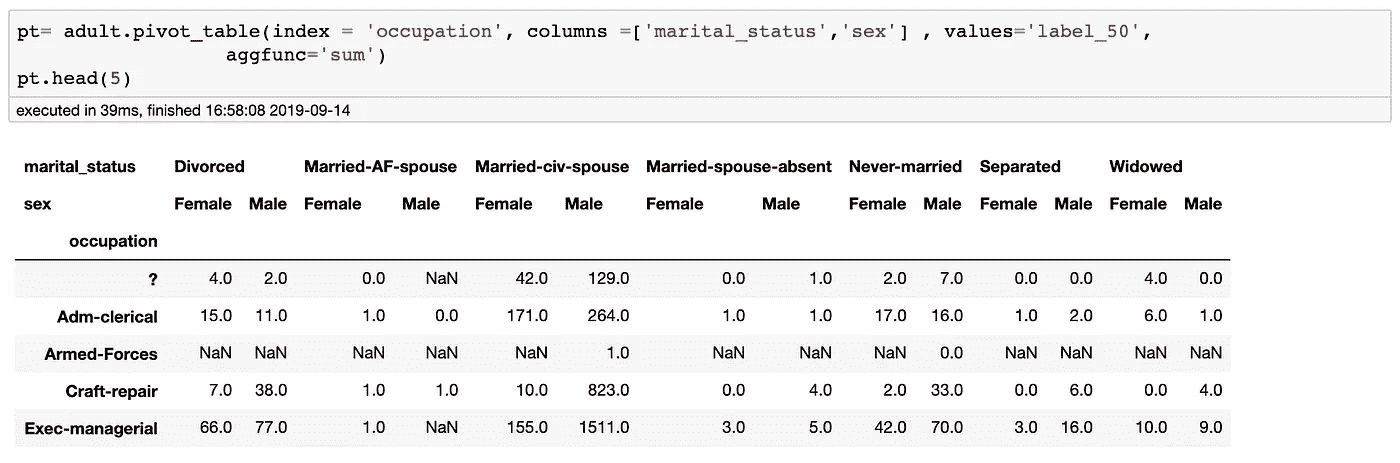 pt= adult.pivot_table(index = 'occupation', columns =['marital_status','sex'] , values='label_50',
aggfunc='sum')
pt.head(5)
executed in 39ms, finished 16:58:08 2019-09-14
marital_status Divorced Married-AF-spouse Married-civ-spouse Married-spouse-absent Never-married Separated Widowed
sex Female Male Female Male Female Male Female Male Female Male Female Male Female Male
occupation
? 4.0 2.0 0.0 NaN 42.0 129.0 0.0 1.0 2.0 7.0 0.0 0.0 4.0 0.0
Adm-clerical 15.0 11.0 1.0 0.0 171.0 264.0 1.0 1.0 17.0 16.0 1.0 2.0 6.0 1.0
Armed-Forces NaN NaN NaN NaN NaN 1.0 NaN NaN NaN 0.0 NaN NaN NaN NaN
Craft-repair 7.0 38.0 1.0 1.0 10.0 823.0 0.0 4.0 2.0 33.0 0.0 6.0 0.0 4.0
Exec-managerial 66.0 77.0 1.0 NaN 155.0 1511.0 3.0 5.0 42.0 70.0 3.0 16.0 10.0 9.0